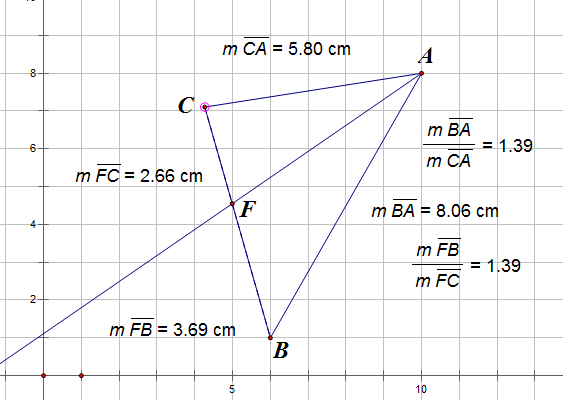 m CA = 5.80 cm
A
8
C
m BA
m CA
= 1.39
6
m FC = 2.66 cm
F
m BA = 8.06 cm
4
m FB
m FC
= 1.39
2
m FB = 3.69 cm
B
5
10